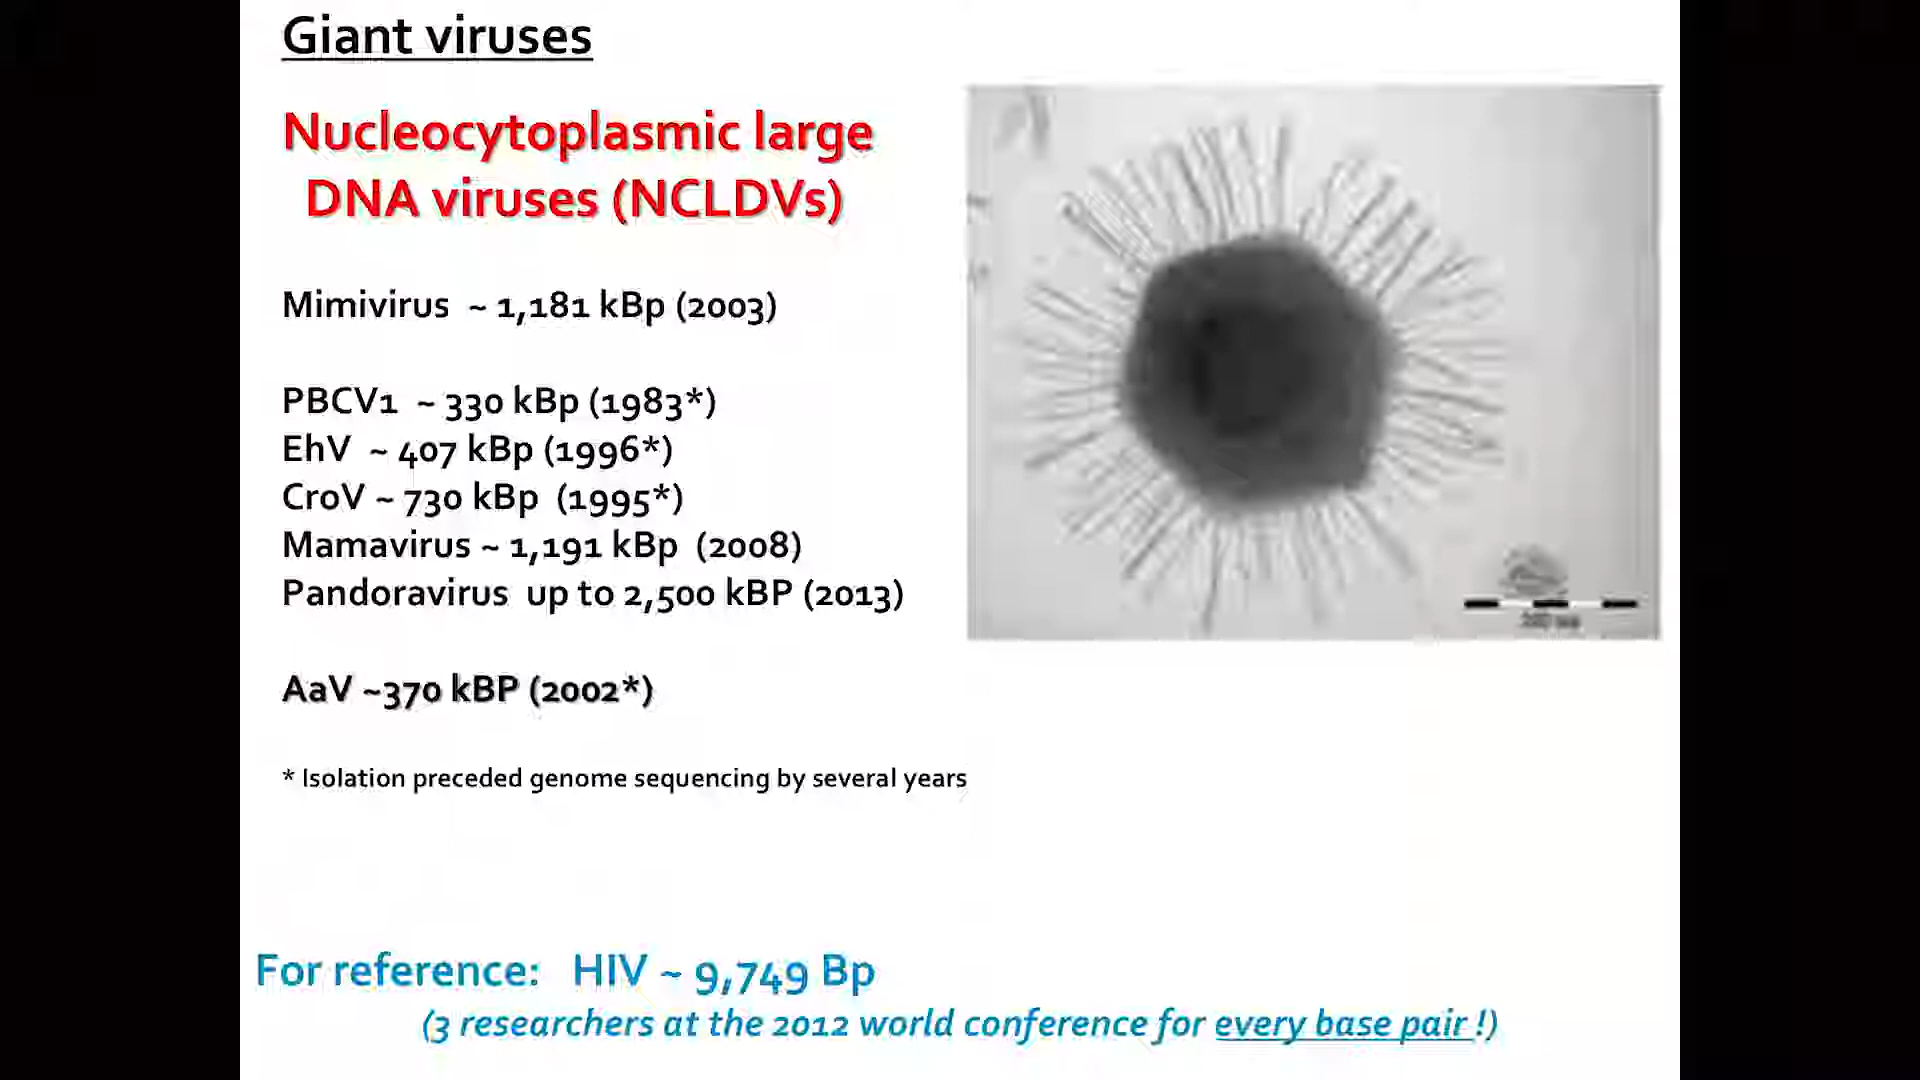 Giant viruses
Nucleocytoplasmic large
DNA viruses (NCLDVs)
Mimivirus ~ 1,181 kBp (2003)
PBCV1 ~ 330 kBp (1983*)
EhV ~ 407 kBp (1996*)
CroV ~ 730 kBp (1995*)
Mamavirus ~ 1,191 kBp (2008)
Pandoravirus up to 2,500 kBP (2013)
AaV ~370 kBP (2002*)
* Isolation preceded genome sequencing by several years
For reference: HIV ~ 9,749 Bp
(3 researchers at the 2012 world conference for every base pair !)